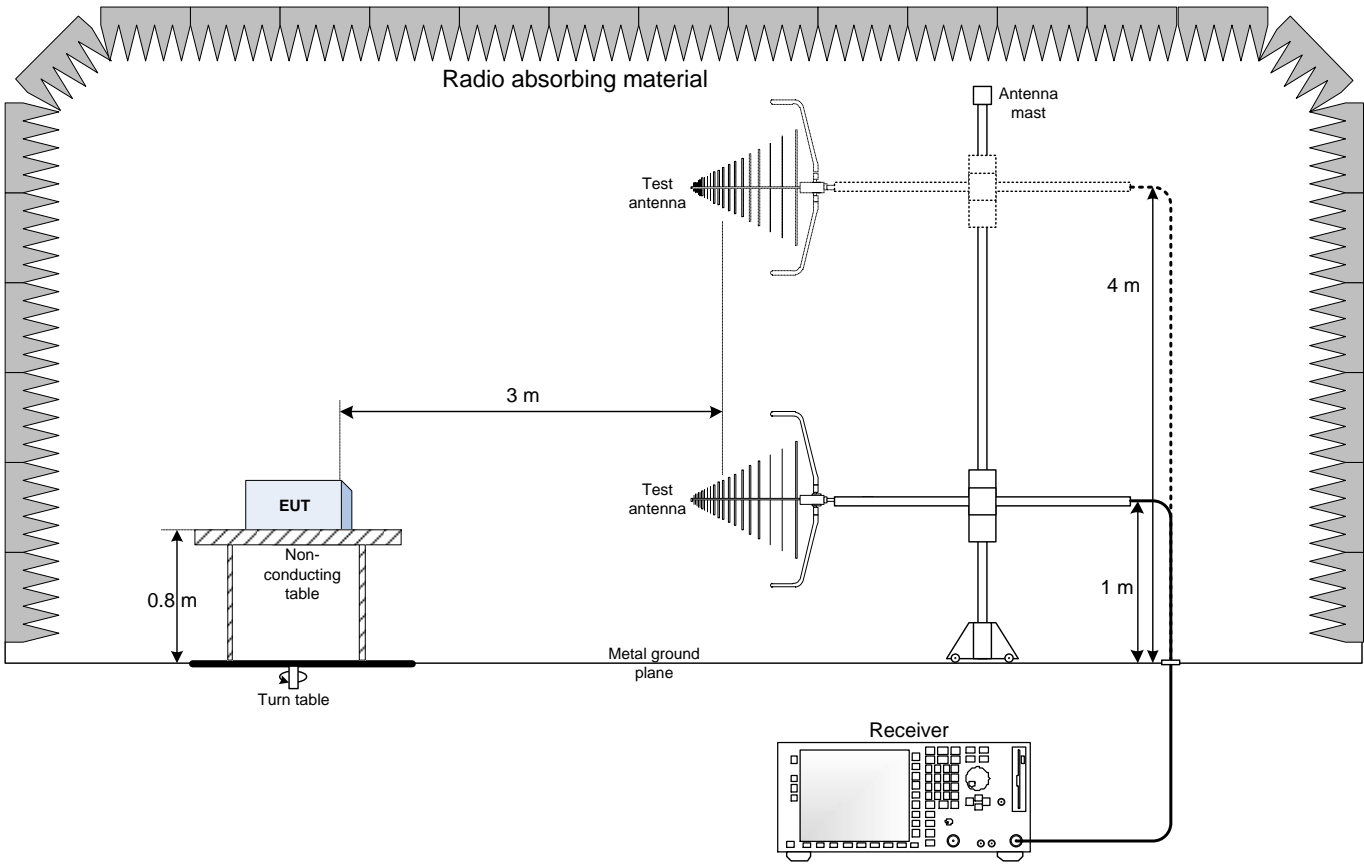 Radio absorbing material
Antenna
mast
Test
antenna
4 m
3 m
Test
antenna
EUT
Non-
conducting
table
0.8 m
1 m
Metal ground
plane
Turn table
Receiver